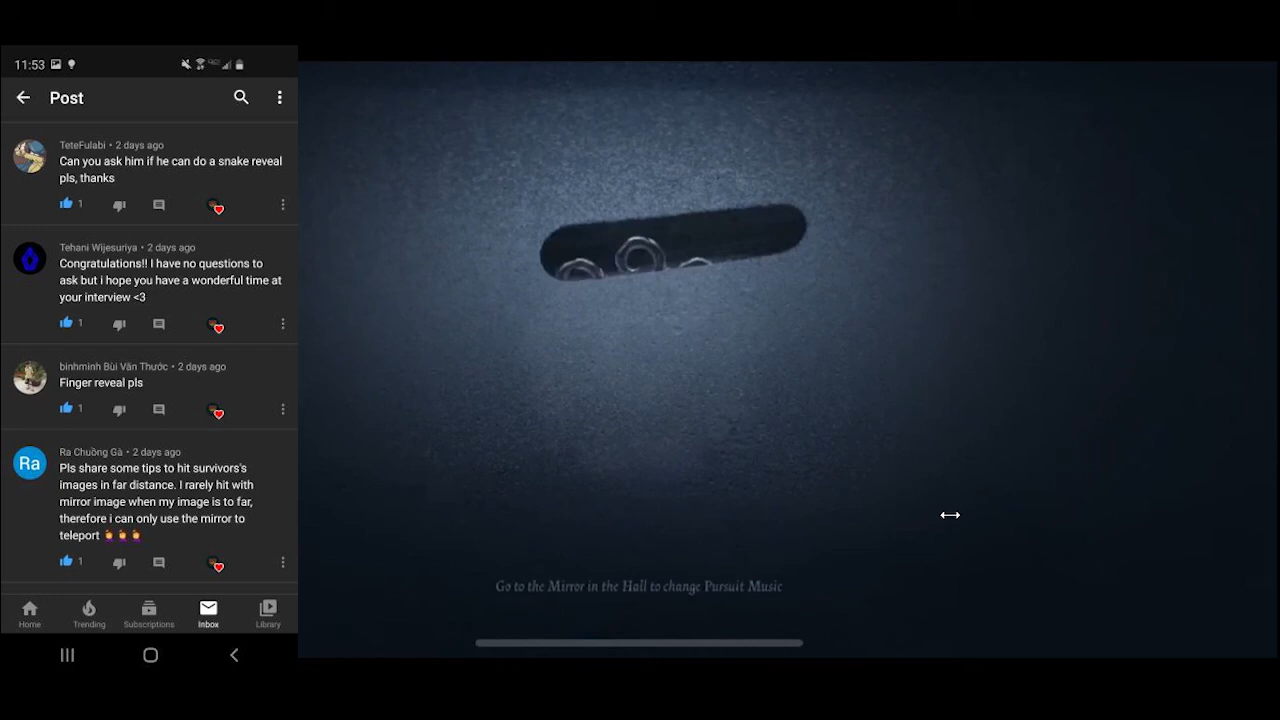 11:53
Post
TeteFulabi • 2 days ago
Can you ask him if he can do a snake reveal
pls, thanks
1
Tehani Wijesuriya • 2 days ago
Congratulations!! I have no questions to
ask but i hope you have a wonderful time at
your interview <3
1
binhminh Bùi Văn Thước • 2 days ago
Finger reveal pls
1
Ra
Ra Chuồng Gà • 2 days ago
Pls share some tips to hit survivors's
images in far distance. I rarely hit with
mirror image when my image is to far,
therefore i can only use the mirror to
teleport
1
Home Trending Subscriptions Inbox Library
Go to the Mirror in the Hall to change Pursuit Music